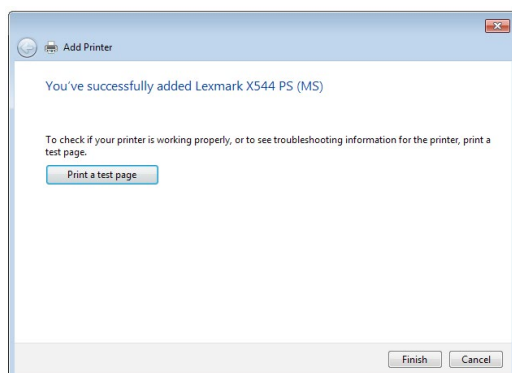 Add Printer
You've successfully added Lexmark X544 PS (MS)
To check if your printer is working properly, or to see troubleshooting information for the printer, print a
test page.
Print a test page
Finish Cancel